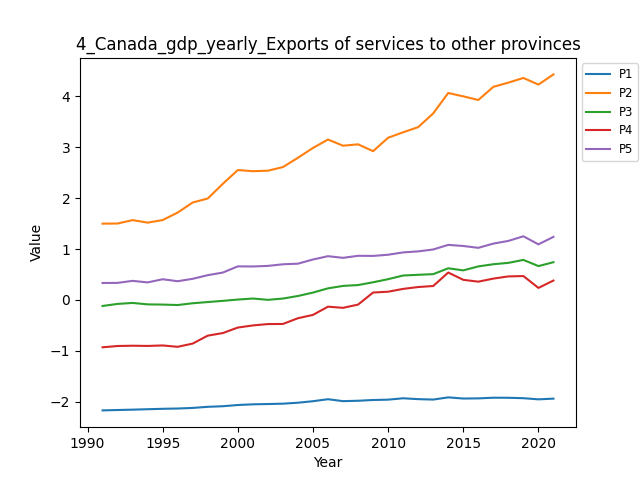 4_Canada_gdp_yearly_Exports of services to other provinces
P1
P2
P3
P4
P5
4
3
2
1
0
−1
−2
Value
1990 1995 2000 2005 2010 2015 2020
Year